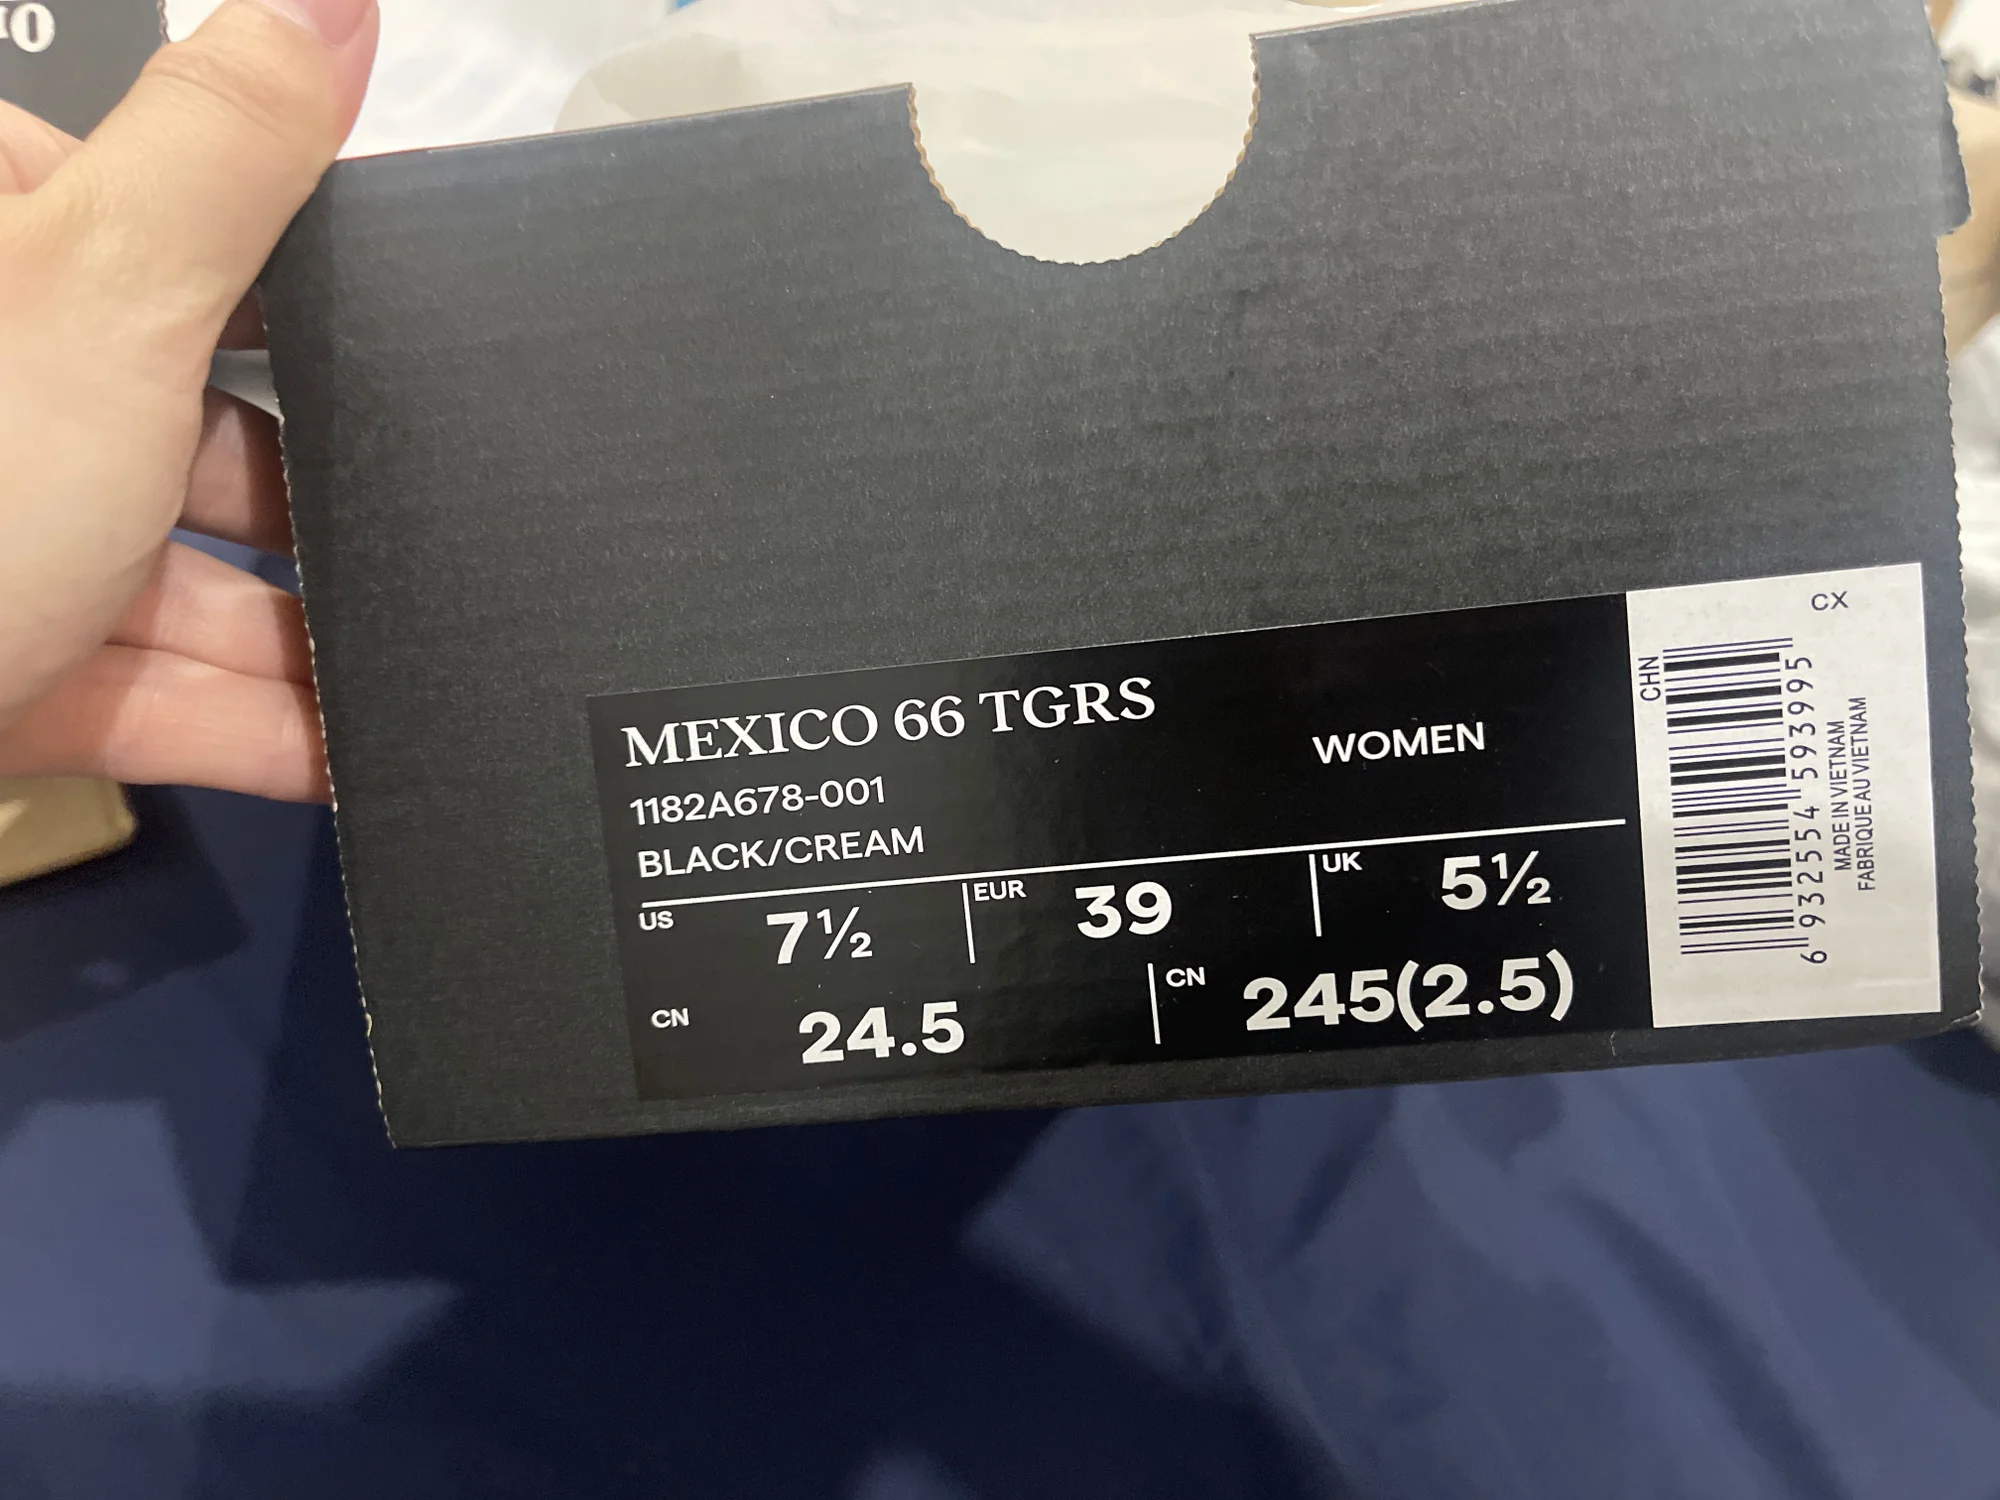 MEXICO 66 TGRS
WOMEN
1182A678-001
BLACK/CREAM
US 7½ EUR 39 UK 5½
CN 24.5 CN 245(2.5)
CX
CHN
6 932554 593995
MADE IN VIETNAM
FABRIQUE AU VIETNAM